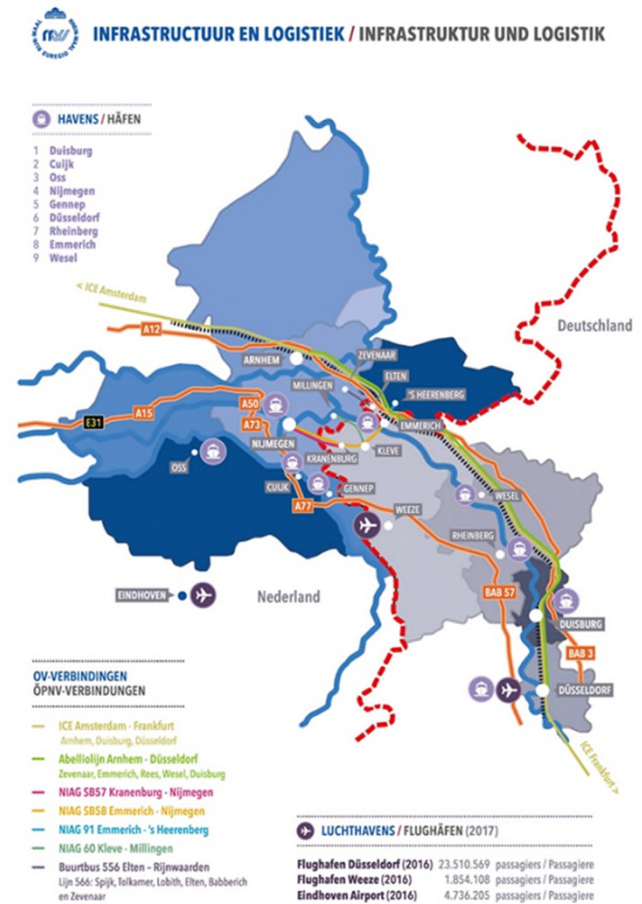 RIJN WAAL
RHEIN WAAL
EUREGIO
INFRASTRUCTUUR EN LOGISTIEK / INFRASTRUKTUR UND LOGISTIK
HAVENS / HÄFEN
1 Duisburg
2 Cuijk
3 Oss
4 Nijmegen
5 Gennep
6 Düsseldorf
7 Rheinberg
8 Emmerich
9 Wesel
< ICE Amsterdam
A12
Deutschland
ARNHEM
ZEVENAAR
ELTEN
MILLINGEN
'S HEERENBERG
A50
A15
E31
A73
EMMERICH
NIJMEGEN
KRANENBURG
KLEVE
OSS
CUIJK
GENNEP
WESEL
A77
WEEZE
RHEINBERG
EINDHOVEN
Nederland
BAB 57
DUISBURG
BAB 3
DÜSSELDORF
ICE Frankfurt >
OV-VERBINDINGEN
ÖPNV-VERBINDUNGEN
ICE Amsterdam - Frankfurt
Arnhem, Duisburg, Düsseldorf
Abelliolijn Arnhem - Düsseldorf
Zevenaar, Emmerich, Rees, Wesel, Duisburg
NIAG SB57 Kranenburg - Nijmegen
NIAG SB58 Emmerich - Nijmegen
NIAG 91 Emmerich - 's Heerenberg
NIAG 60 Kleve - Millingen
Buurtbus 556 Elten – Rijnwaarden
Lijn 566: Spijk, Tolkamer, Lobith, Elten, Babberich
en Zevenaar
LUCHTHAVENS / FLUGHÄFEN (2017)
Flughafen Düsseldorf (2016) 23.510.569 passagiers / Passagiere
Flughafen Weeze (2016) 1.854.108 passagiers / Passagiere
Eindhoven Airport (2016) 4.736.205 passagiers / Passagiere